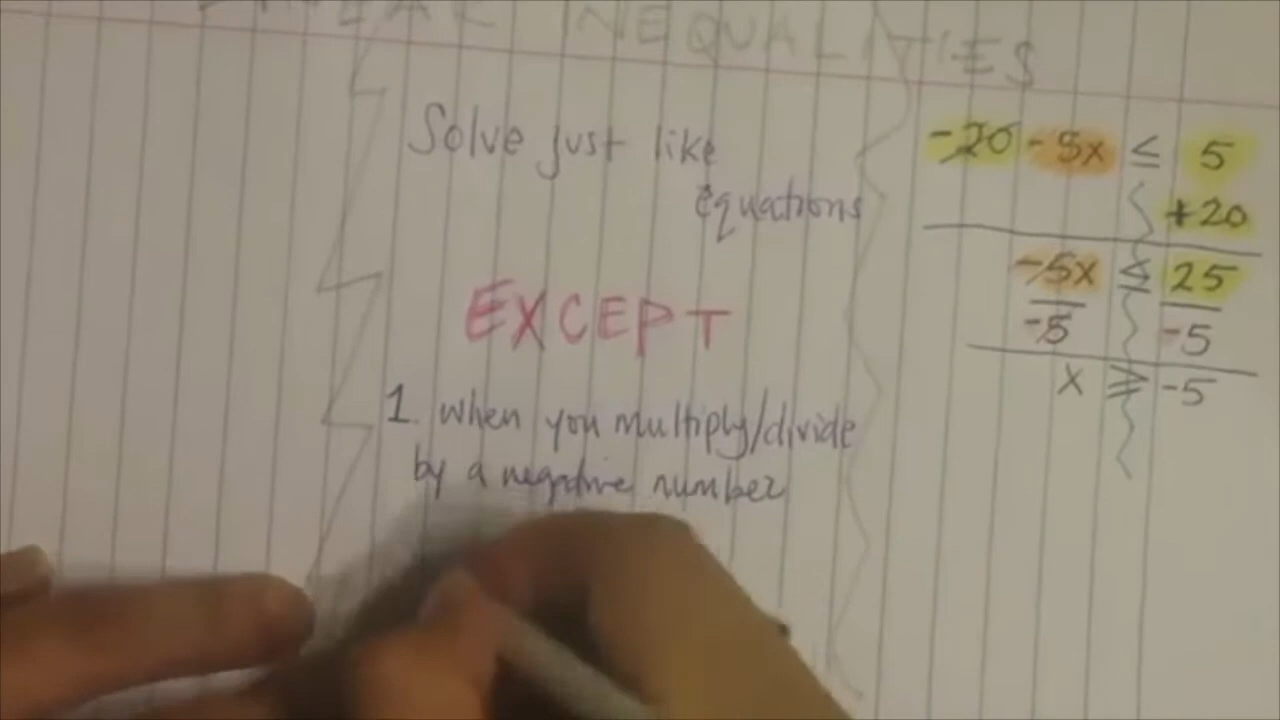 INEQUALITIES
Solve just like
equations
EXCEPT
1. When you multiply/divide
by a negative number
-20 -5x ≤ 5
+20
-5x ≤ 25
-5 -5
x ≥ -5